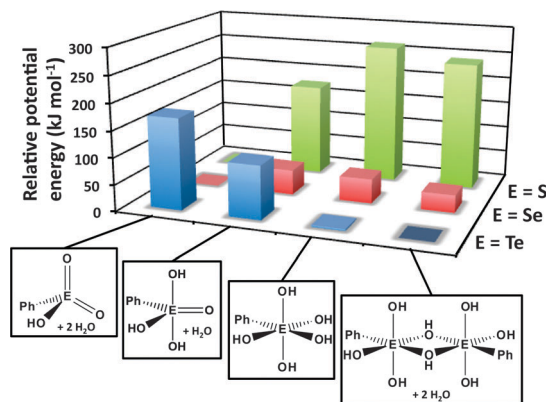 Relative potential
energy (kJ mol⁻¹)
300
250
200
150
100
50
0
E = S
E = Se
E = Te
O
Ph
E
O
HO
+ 2 H₂O
OH
Ph
E
O
HO
+ H₂O
OH
OH
Ph
OH
E
HO
OH
OH
OH
OH
H
Ph
O
OH
E
E
HO
O
Ph
H
OH
OH
+ 2 H₂O